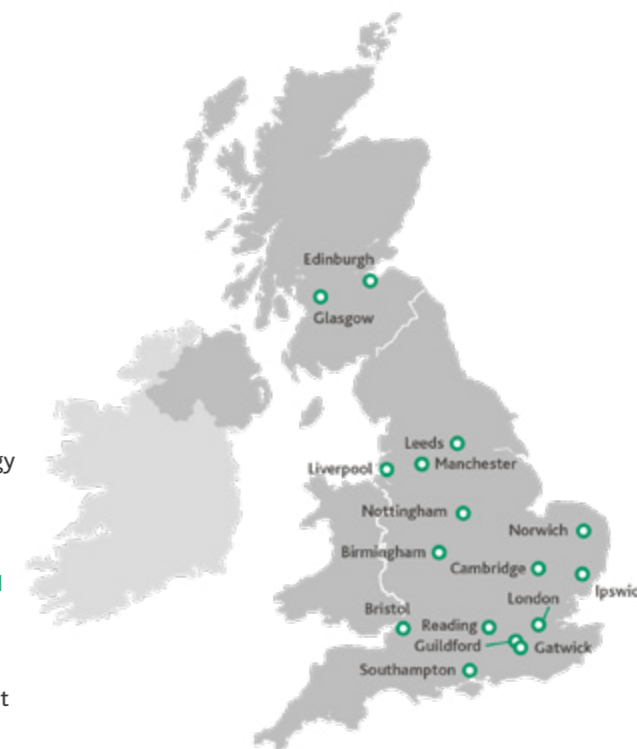 Edinburgh
Glasgow
Leeds
gy
Manchester
Liverpool
Nottingham
Norwich
Birmingham
Cambridge
l
Ipswic
London
Bristol
Reading
Guildford
Gatwick
Southampton
t